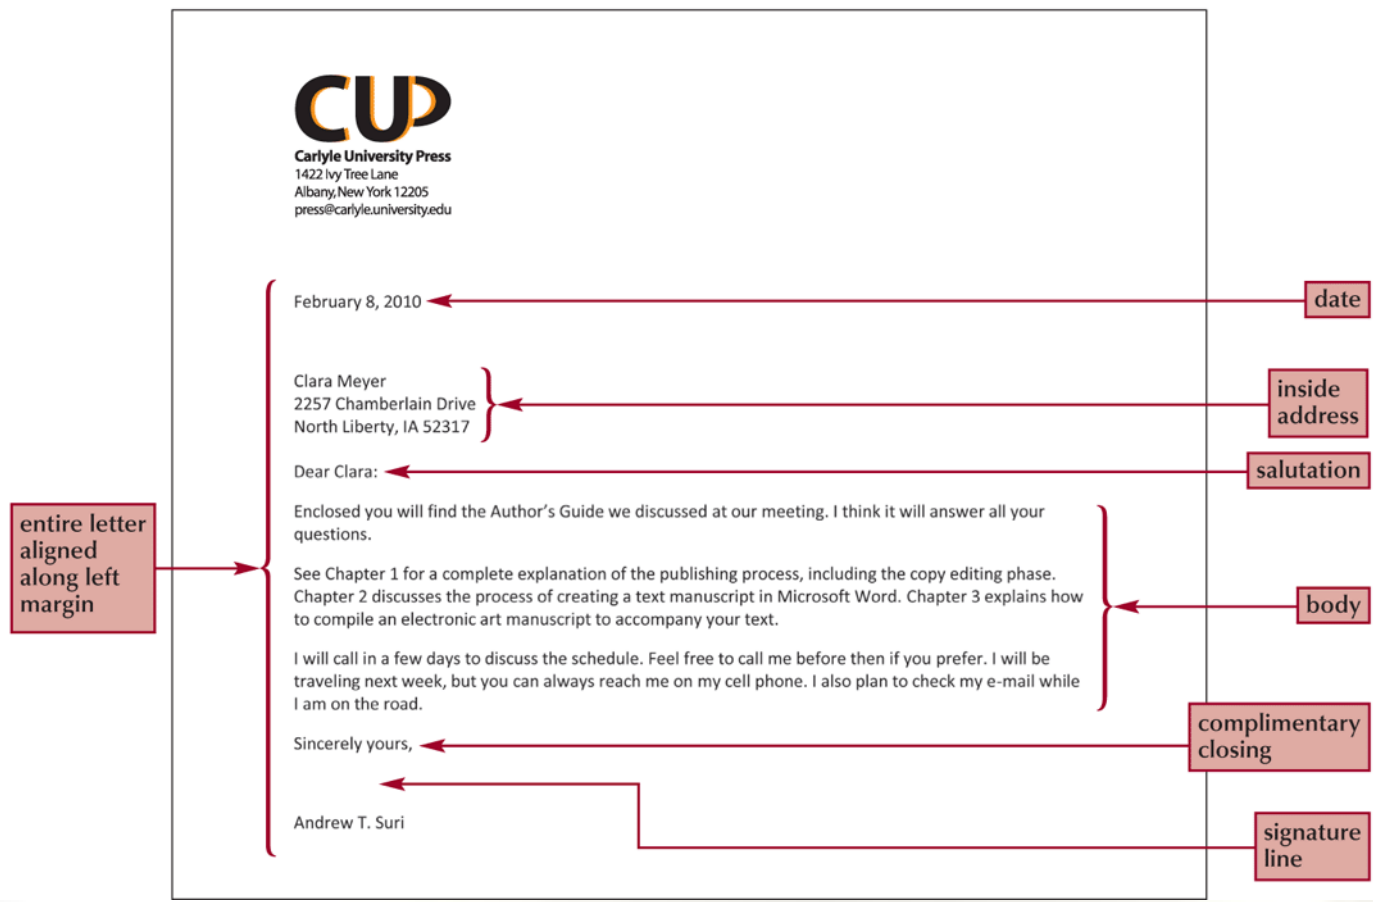 CUP
Carlyle University Press
1422 Ivy Tree Lane
Albany, New York 12205
press@carlyle.university.edu
February 8, 2010
date
Clara Meyer
2257 Chamberlain Drive
North Liberty, IA 52317
inside
address
Dear Clara:
salutation
entire letter
aligned
along left
margin
Enclosed you will find the Author's Guide we discussed at our meeting. I think it will answer all your
questions.
See Chapter 1 for a complete explanation of the publishing process, including the copy editing phase.
Chapter 2 discusses the process of creating a text manuscript in Microsoft Word. Chapter 3 explains how
to compile an electronic art manuscript to accompany your text.
I will call in a few days to discuss the schedule. Feel free to call me before then if you prefer. I will be
traveling next week, but you can always reach me on my cell phone. I also plan to check my e-mail while
I am on the road.
body
Sincerely yours,
complimentary
closing
Andrew T. Suri
signature
line